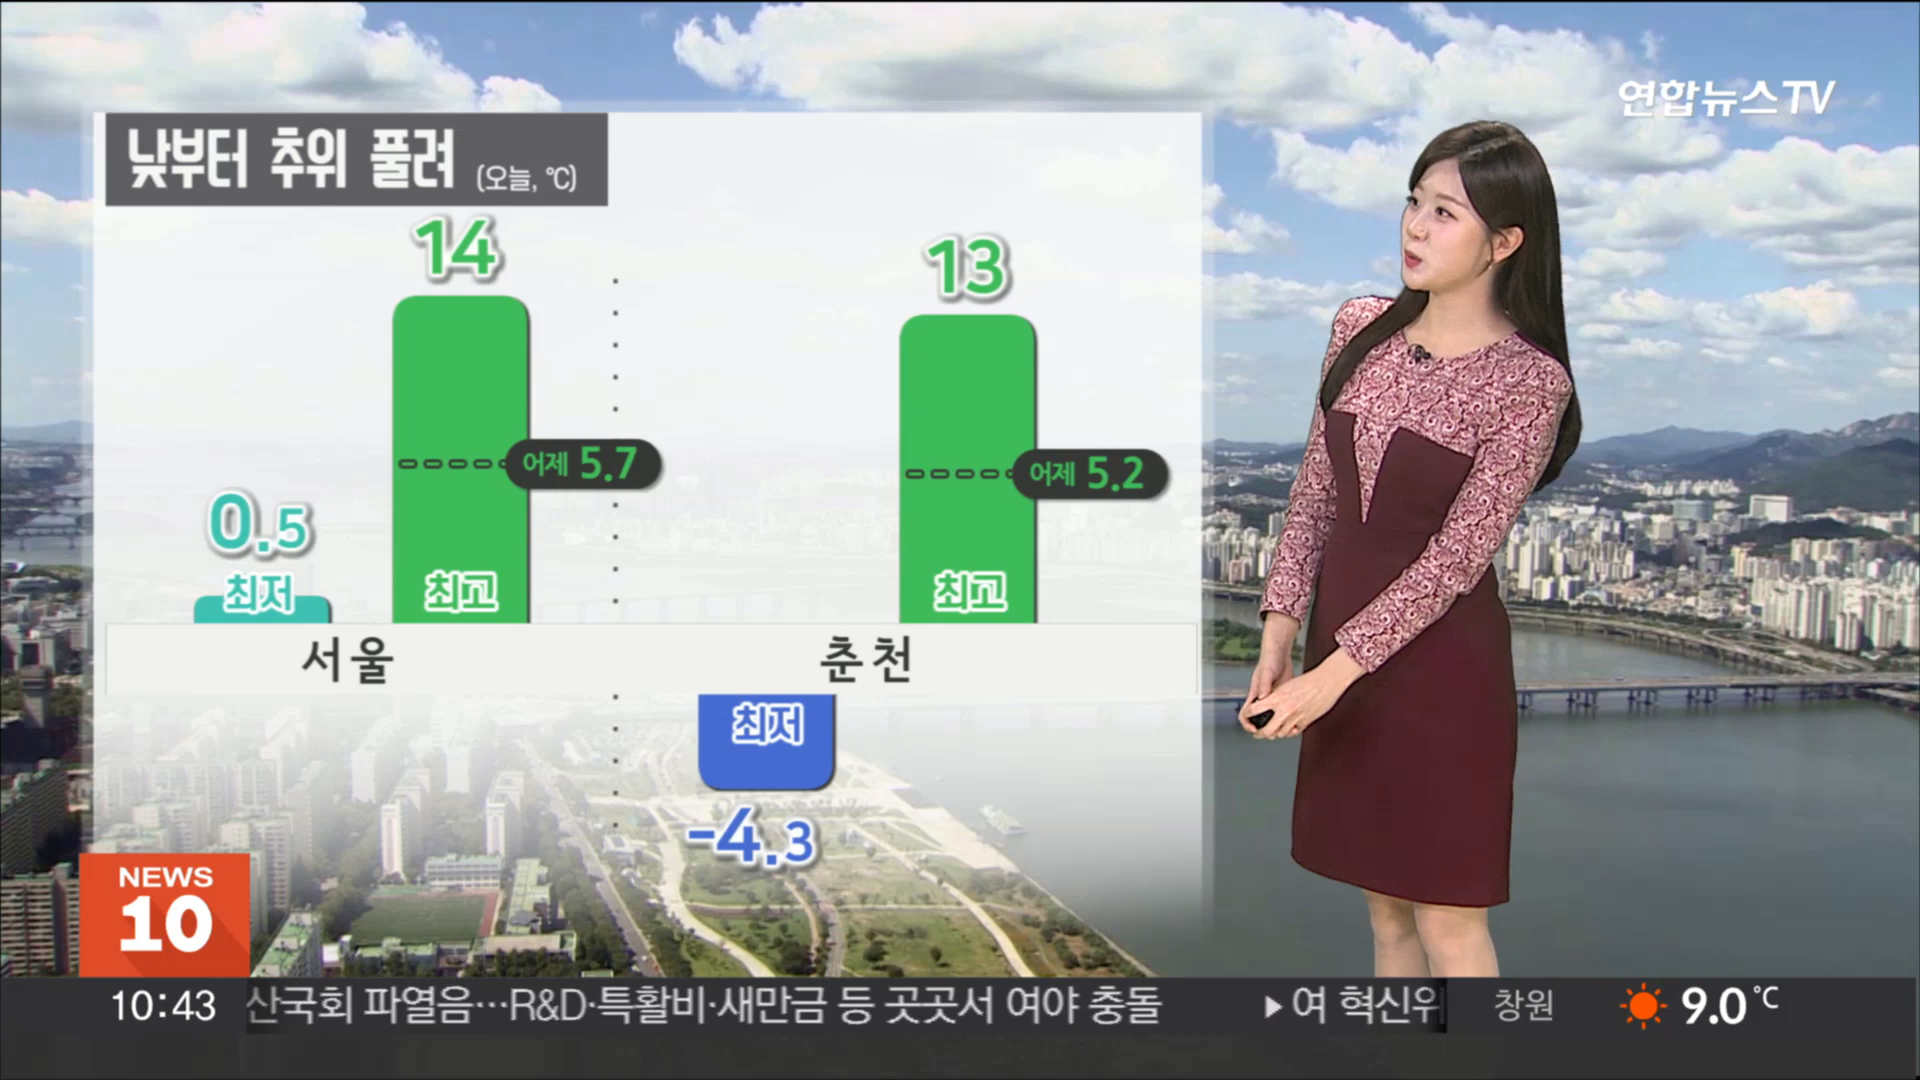 연합뉴스TV
낮부터 추위 풀려 (오늘, ℃)
14
13
어제 5.7
어제 5.2
0.5
최저
최고
최고
서울
춘천
최저
-4.3
NEWS
10
10:43
산국회 파열음…R&D·특활비·새만금 등 곳곳서 여야 충돌 ▶여 혁신위
창원
9.0℃